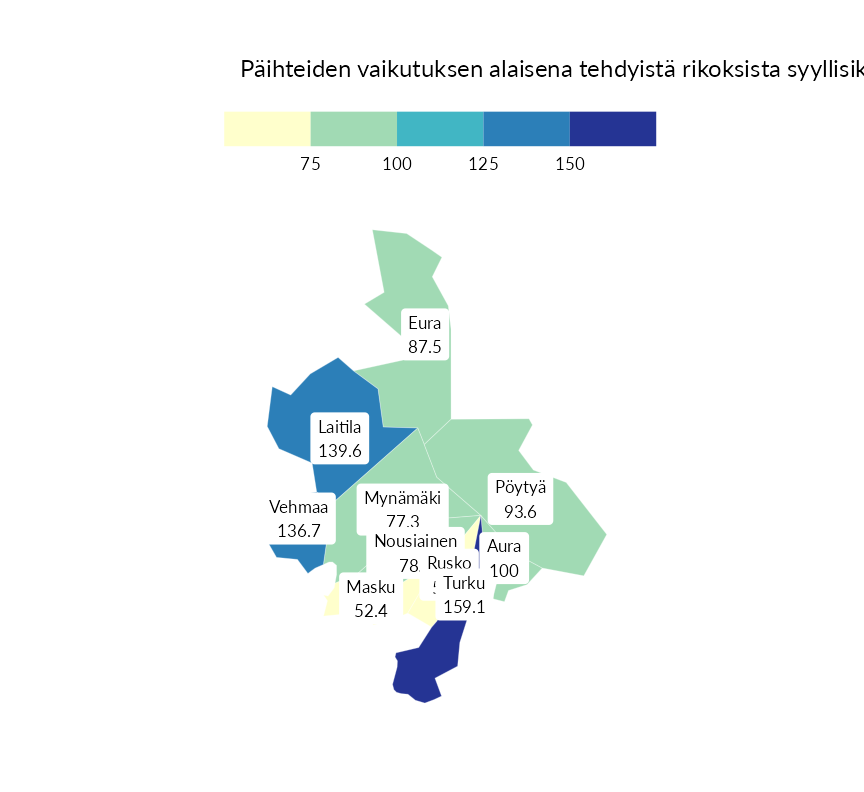 Päihteiden vaikutuksen alaisena tehdyistä rikoksista
75 100 125 150
Eura
87.5
Laitila
139.6
Pöytyä
93.6
Mynämäki
77.3
Vehmaa
136.7
Nousiainen
78.
Aura
100
Rusko
Turku
159.1
Masku
52.4